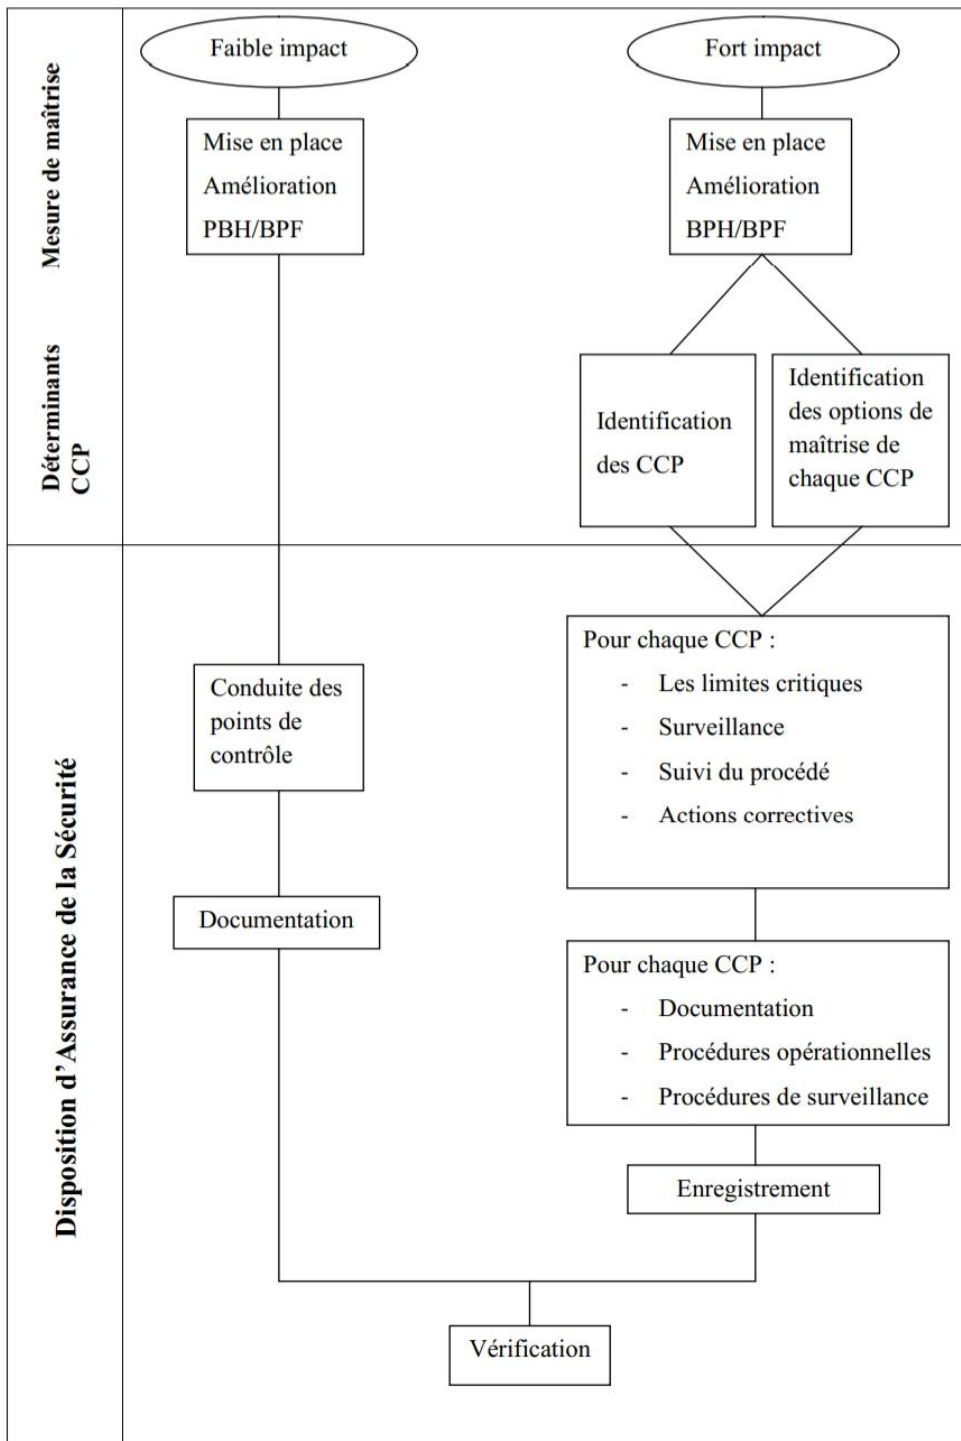 Mesure de maîtrise
Faible impact
Fort impact
Mise en place
Amélioration
PBH/BPF
Mise en place
Amélioration
BPH/BPF
Déterminants
CCP
Identification
des CCP
Identification
des options de
maîtrise de
chaque CCP
Disposition d’Assurance de la Sécurité
Conduite des
points de
contrôle
Documentation
Pour chaque CCP :
- Les limites critiques
- Surveillance
- Suivi du procédé
- Actions correctives
Pour chaque CCP :
- Documentation
- Procédures opérationnelles
- Procédures de surveillance
Enregistrement
Vérification